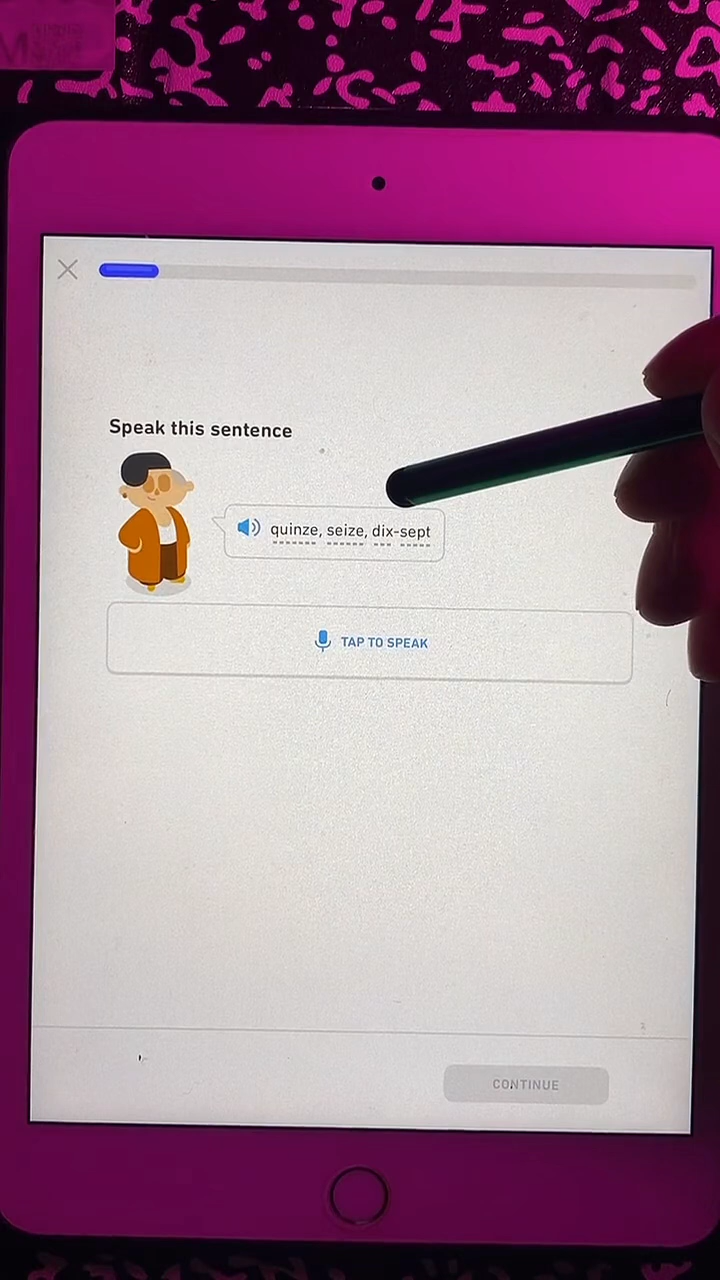 Speak this sentence
quinze, seize, dix-sept
TAP TO SPEAK
CONTINUE